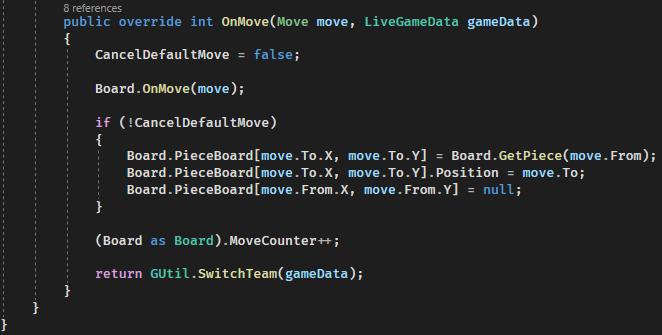 8 references
public override int OnMove(Move move, LiveGameData gameData)
{
CancelDefaultMove = false;
Board.OnMove(move);
if (!CancelDefaultMove)
{
Board.PieceBoard[move.To.X, move.To.Y] = Board.GetPiece(move.From);
Board.PieceBoard[move.To.X, move.To.Y].Position = move.To;
Board.PieceBoard[move.From.X, move.From.Y] = null;
}
(Board as Board).MoveCounter++;
return GUtil.SwitchTeam(gameData);
}
}
}